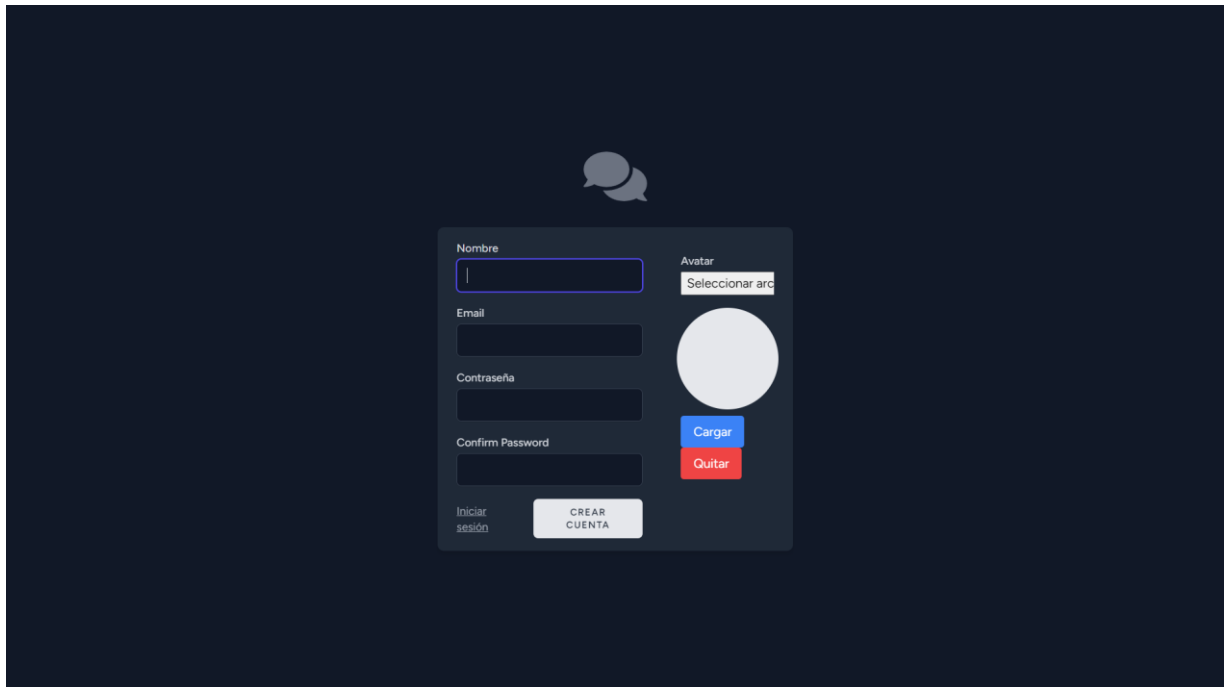 Nombre
Email
Contraseña
Confirm Password
Iniciar
sesión
CREAR
CUENTA
Avatar
Seleccionar arc
Cargar
Quitar